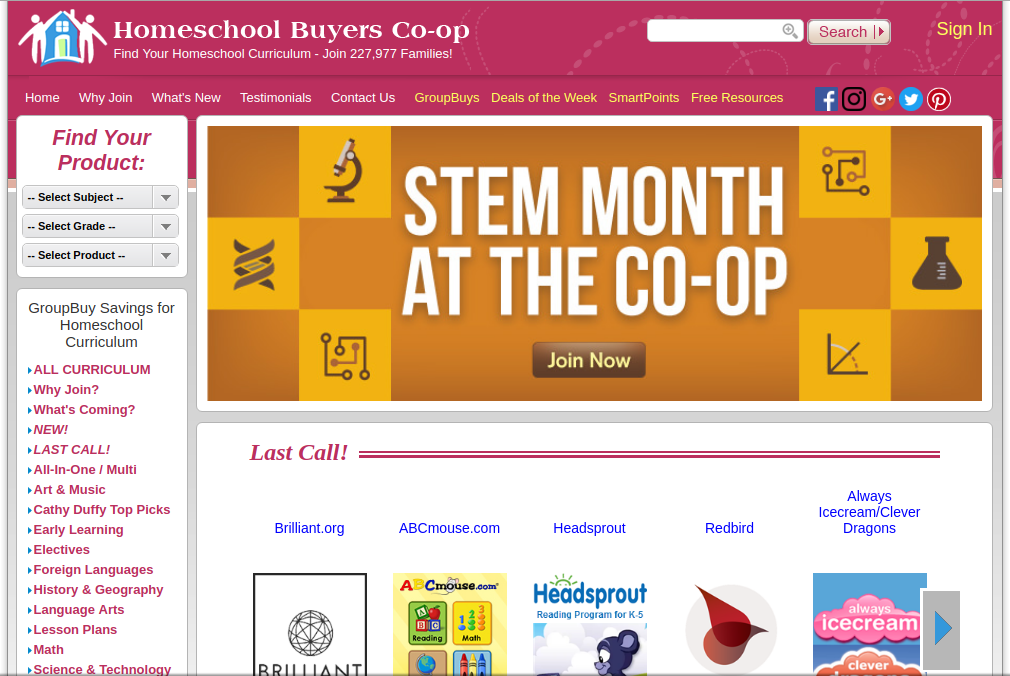 Homeschool Buyers Co-op
Find Your Homeschool Curriculum - Join 227,977 Families!
Search
Sign In
Home Why Join What's New Testimonials Contact Us GroupBuys Deals of the Week SmartPoints Free Resources
Find Your
Product:
-- Select Subject --
-- Select Grade --
-- Select Product --
GroupBuy Savings for
Homeschool
Curriculum
ALL CURRICULUM
Why Join?
What's Coming?
NEW!
LAST CALL!
All-In-One / Multi
Art & Music
Cathy Duffy Top Picks
Early Learning
Electives
Foreign Languages
History & Geography
Language Arts
Lesson Plans
Math
Science & Technology
STEM MONTH
AT THE CO-OP
Join Now
Last Call!
Brilliant.org
ABCmouse.com
Headsprout
Redbird
Always
Icecream/Clever
Dragons
BRILLIANT
ABCmouse.com
Reading
Math
Headsprout
Reading Program for K-5
always
icecream
clever